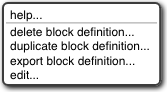 help...
delete block definition...
duplicate block definition...
export block definition...
edit...